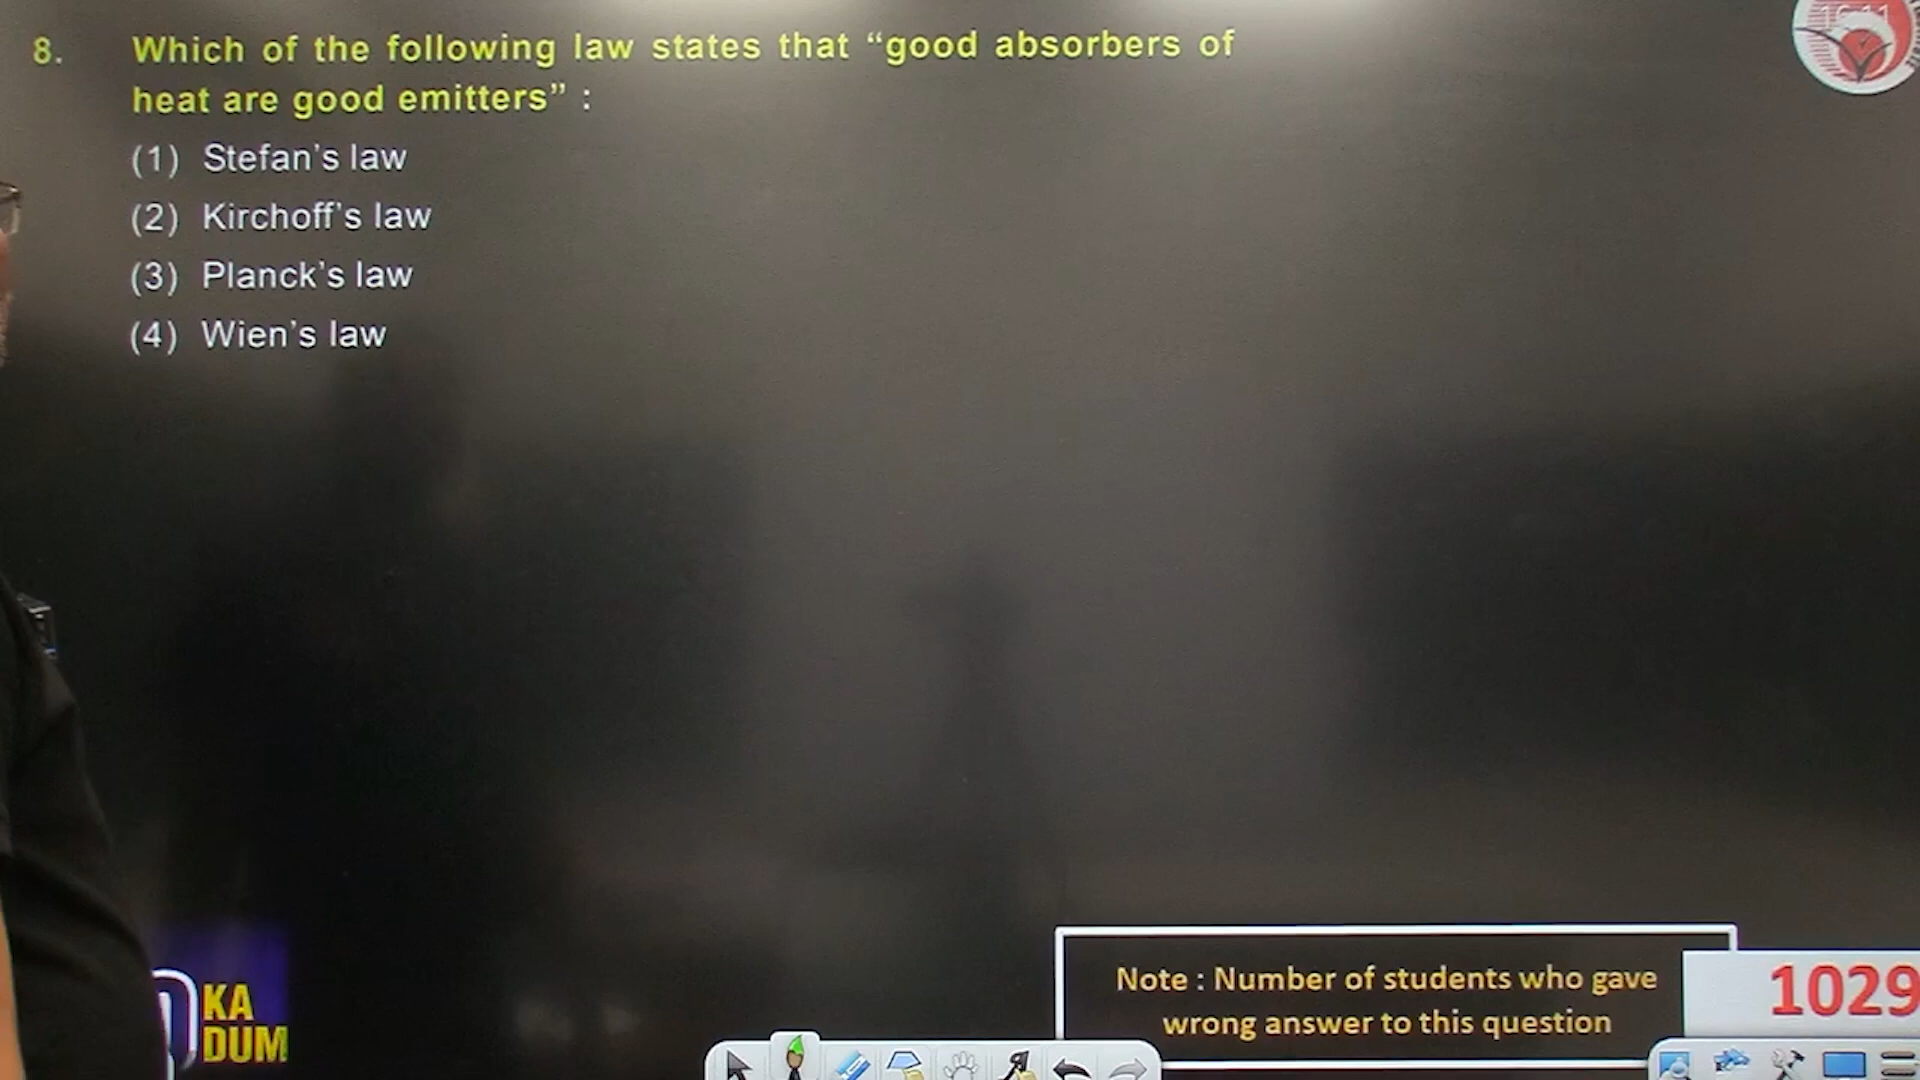 8. Which of the following law states that “good absorbers of
heat are good emitters” :
(1) Stefan’s law
(2) Kirchoff’s law
(3) Planck’s law
(4) Wien’s law
KA
DUM
Note : Number of students who gave
wrong answer to this question
1029